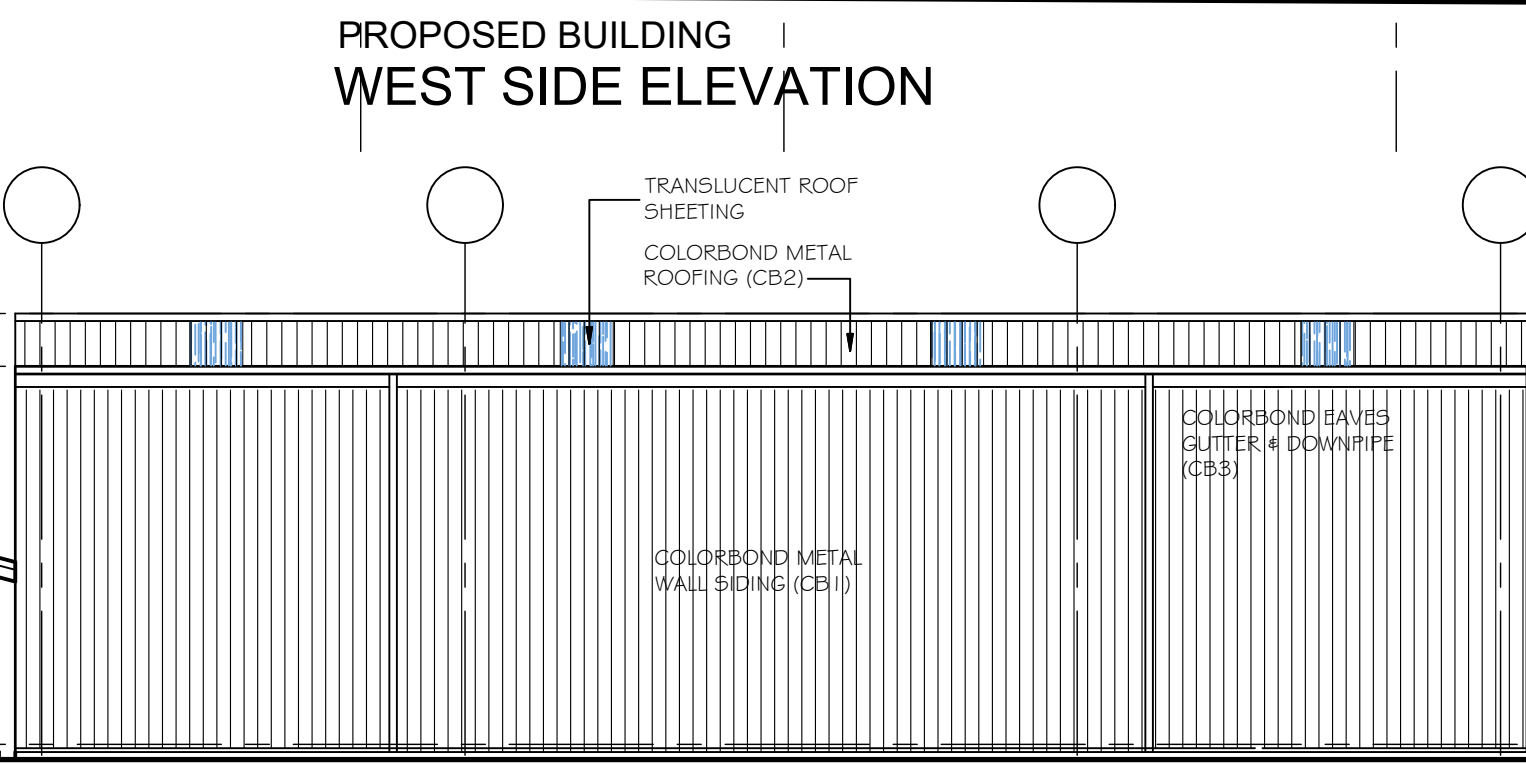 PROPOSED BUILDING
WEST SIDE ELEVATION
TRANSLUCENT ROOF
SHEETING
COLORBOND METAL
ROOFING (CB2)
COLORBOND EAVES
GUTTER & DOWNPIPE
(CB3)
COLORBOND METAL
WALL SIDING (CB1)